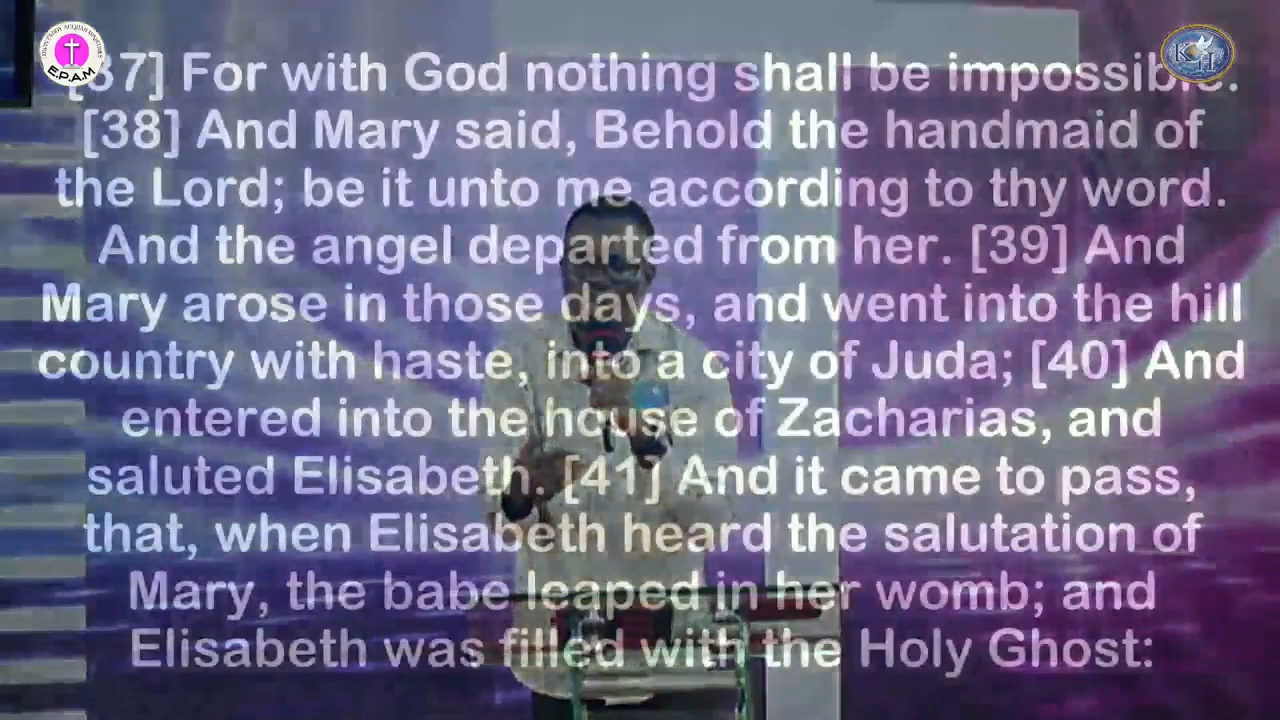 [37] For with God nothing shall be impossible.
[38] And Mary said, Behold the handmaid of
the Lord; be it unto me according to thy word.
And the angel departed from her. [39] And
Mary arose in those days, and went into the hill
country with haste, into a city of Juda; [40] And
entered into the house of Zacharias, and
saluted Elisabeth. [41] And it came to pass,
that, when Elisabeth heard the salutation of
Mary, the babe leaped in her womb; and
Elisabeth was filled with the Holy Ghost:
E.P.A.M
K H